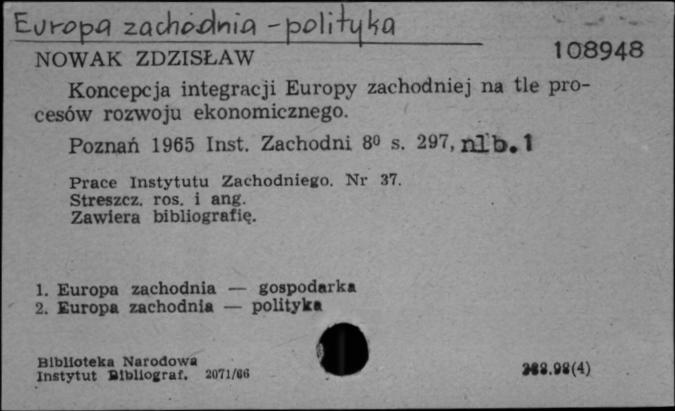 Europa zachodnia - polityka
NOWAK ZDZISŁAW 108948
Koncepcja integracji Europy zachodniej na tle pro-
cesów rozwoju ekonomicznego.
Poznań 1965 Inst. Zachodni 8º s. 297, nlb. 1
Prace Instytutu Zachodniego. Nr 37.
Streszcz. ros. i ang.
Zawiera bibliografię.
1. Europa zachodnia — gospodarka
2. Europa zachodnia — polityka
Biblioteka Narodowa
Instytut Bibliograf. 2071/66